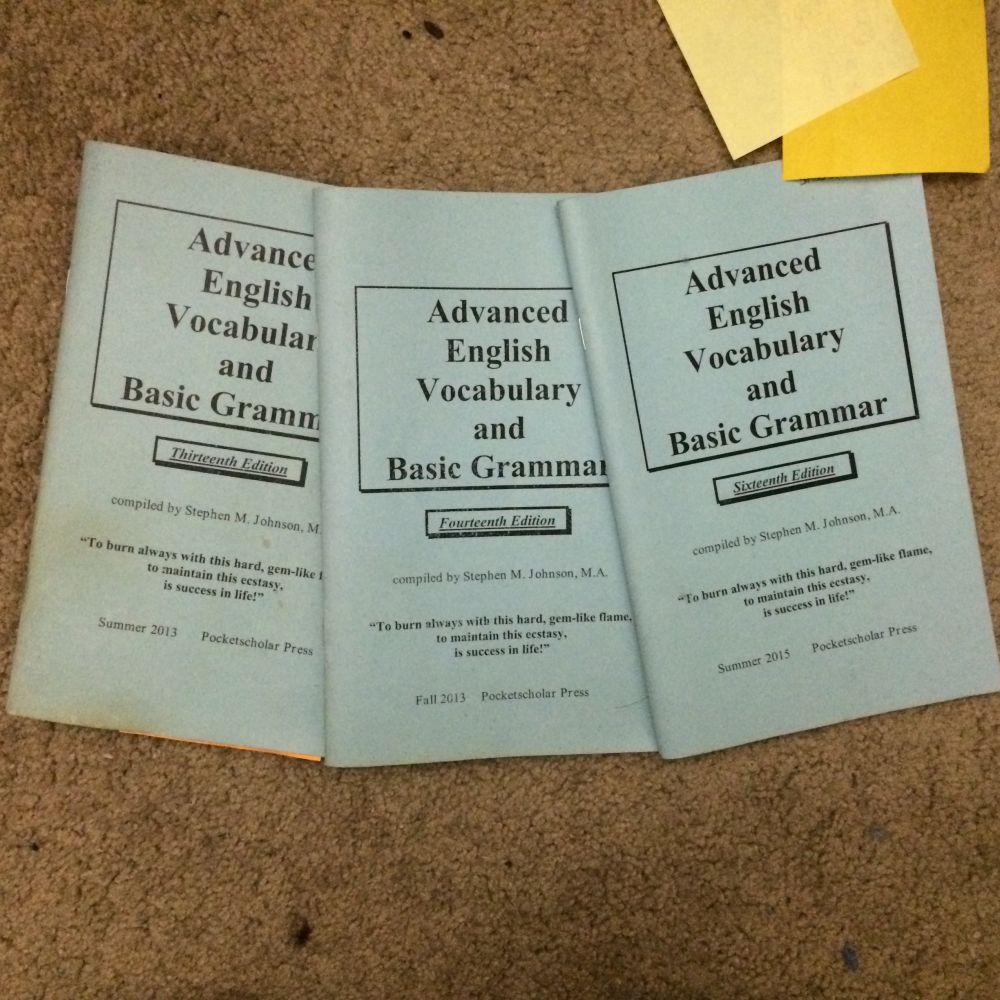 Advance
English
Vocabular
and
Basic Gramm
Thirteenth Edition
compiled by Stephen M. Johnson, M.
“To burn always with this hard, gem-like f
to maintain this ecstasy,
is success in life!”
Summer 2013 Pocketscholar Press
Advanced
English
Vocabulary
and
Basic Grammar
Fourteenth Edition
compiled by Stephen M. Johnson, M.A.
“To burn always with this hard, gem-like flame,
to maintain this ecstasy,
is success in life!”
Fall 2013 Pocketscholar Press
Advanced
English
Vocabulary
and
Basic Grammar
Sixteenth Edition
compiled by Stephen M. Johnson, M.A.
“To burn always with this hard, gem-like flame,
to maintain this ecstasy,
is success in life!”
Summer 2015 Pocketscholar Press